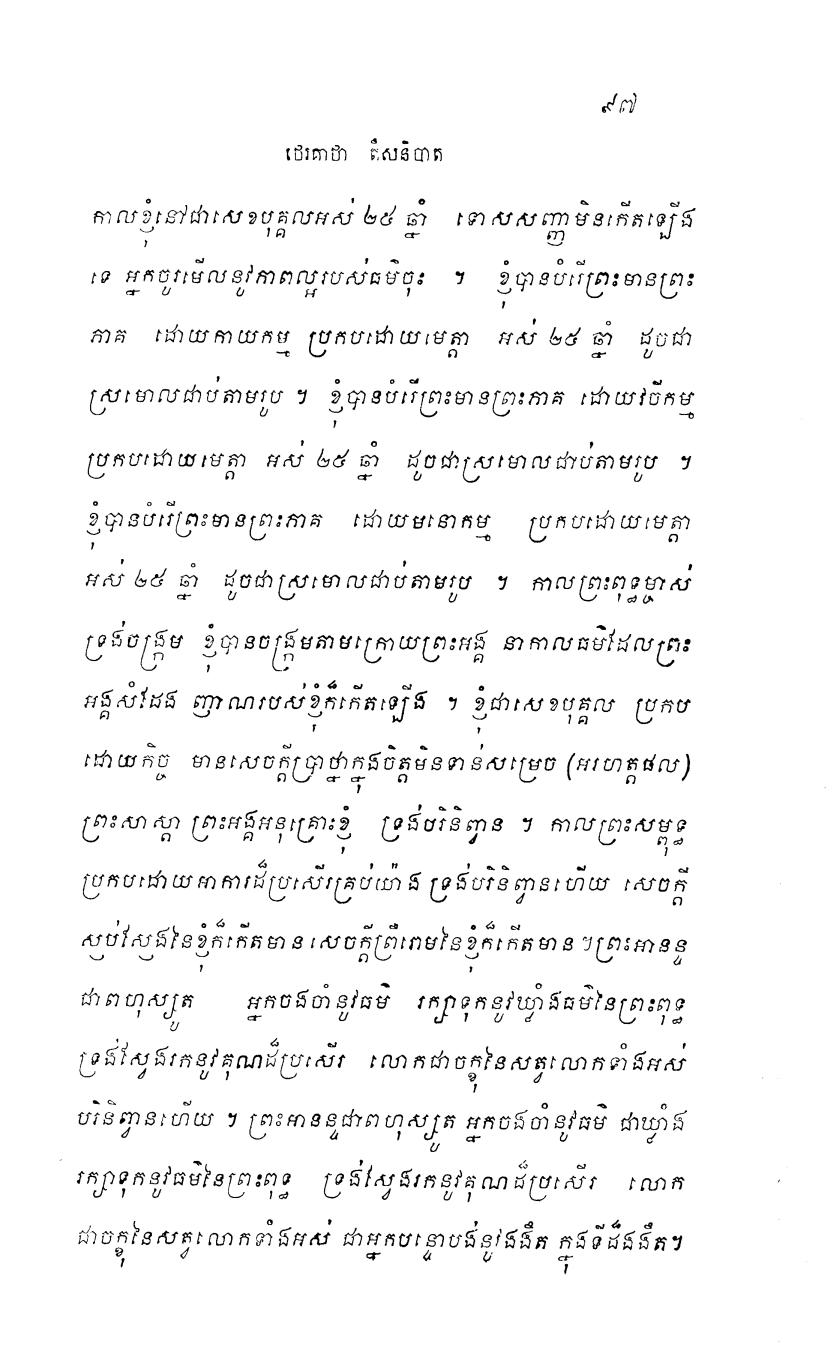 ៩៧
ថេរគាថា តឹសនិបាត
កាលខ្ញុំនៅជាសេខបុគ្គលអស់ ២៥ ឆ្នាំ ទោសសញ្ញាមិនកើតឡើង
ទេ អ្នកចូរមើលនូវភាពល្អរបស់ធម៌ចុះ ។ ខ្ញុំបានបំរើព្រះមានព្រះ
ភាគ ដោយកាយកម្ម ប្រកបដោយមេត្តា អស់ ២៥ ឆ្នាំ ដូចជា
ស្រមោលជាប់តាមរូប ។ ខ្ញុំបានបំរើព្រះមានព្រះភាគ ដោយវចីកម្ម
ប្រកបដោយមេត្តា អស់ ២៥ ឆ្នាំ ដូចជាស្រមោលជាប់តាមរូប ។
ខ្ញុំបានបំរើព្រះមានព្រះភាគ ដោយមនោកម្ម ប្រកបដោយមេត្តា
អស់ ២៥ ឆ្នាំ ដូចជាស្រមោលជាប់តាមរូប ។ កាលព្រះពុទ្ធម្ចាស់
ទ្រង់ចង្ក្រម ខ្ញុំបានចង្ក្រមតាមក្រោយព្រះអង្គ នាកាលធម៌ដែលព្រះ
អង្គសំដែង ញាណរបស់ខ្ញុំក៏កើតឡើង ។ ខ្ញុំជាសេខបុគ្គល ប្រកប
ដោយកិច្ច មានសេចក្តីប្រាថ្នាក្នុងចិត្តមិនទាន់សម្រេច (អរហត្តផល)
ព្រះសាស្តា ព្រះអង្គអនុគ្រោះខ្ញុំ ទ្រង់បរិនិព្វាន ។ កាលព្រះសម្ពុទ្ធ
ប្រកបដោយអាការដ៏ប្រសើរគ្រប់យ៉ាង ទ្រង់បរិនិព្វានហើយ សេចក្តី
ស្ញប់ស្ញែងនៃខ្ញុំក៏កើតមាន សេចក្តីព្រឺរោមនៃខ្ញុំក៏កើតមាន ។ ព្រះអានន្ទ
ជាពហុស្សូត អ្នកចងចាំនូវធម៌ រក្សាទុកនូវឃ្លាំងធម៌នៃព្រះពុទ្ធ
ទ្រង់ស្វែងរកនូវគុណដ៏ប្រសើរ លោកជាចក្ខុនៃសត្វលោកទាំងអស់
បរិនិព្វានហើយ ។ ព្រះអានន្ទជាពហុស្សូត អ្នកចងចាំនូវធម៌ ជាឃ្លាំង
រក្សាទុកនូវធម៌នៃព្រះពុទ្ធ ទ្រង់ស្វែងរកនូវគុណដ៏ប្រសើរ លោក
ជាចក្ខុនៃសត្វលោកទាំងអស់ ជាអ្នកបន្ទោបង់នូវងងឹត ក្នុងទីដ៏ងងឹត។